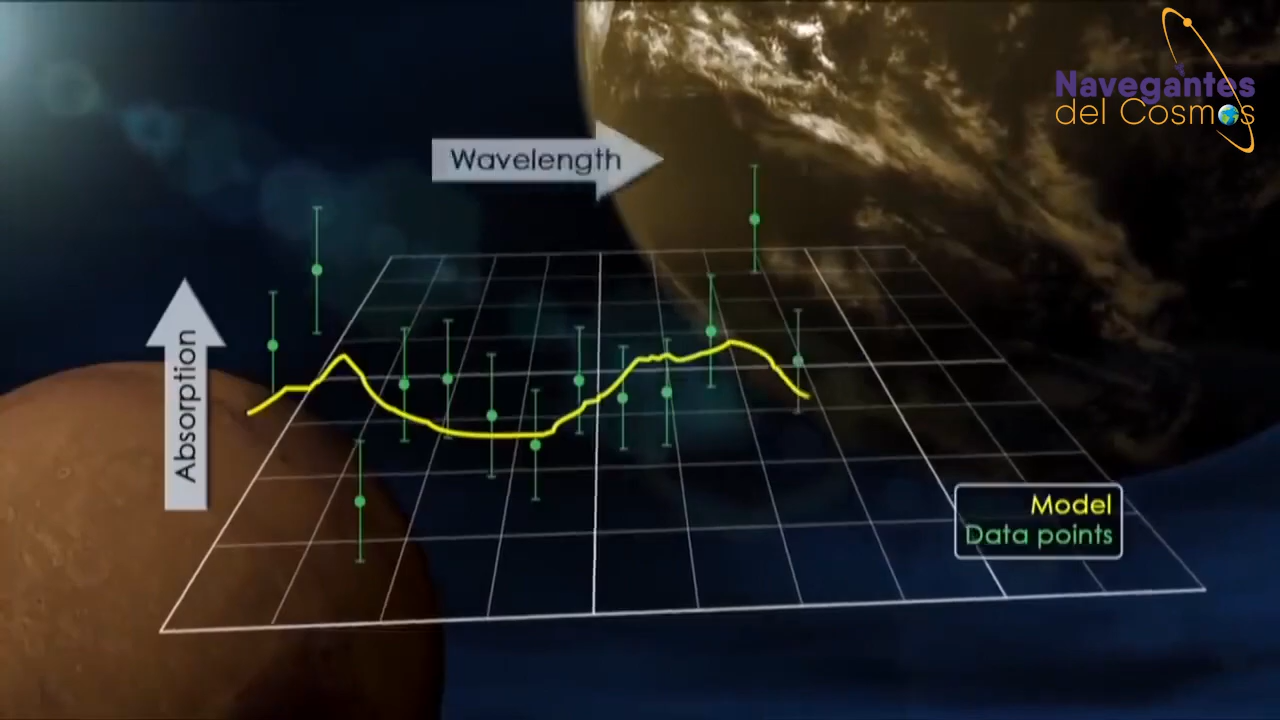 Navegantes
del Cosmos
Wavelength
Absorption
Model
Data points